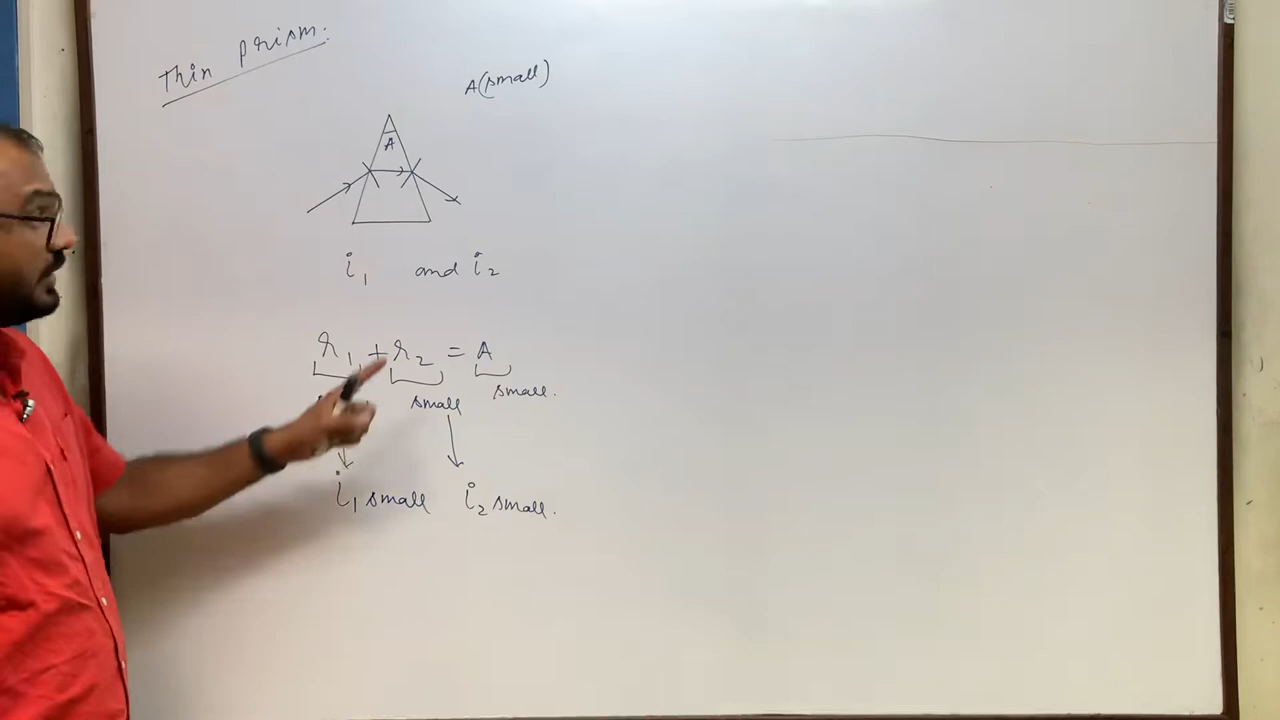 Thin prism:
A(small)
A
i1 and i2
r1 + r2 = A
small small.
i1 small i2 small.